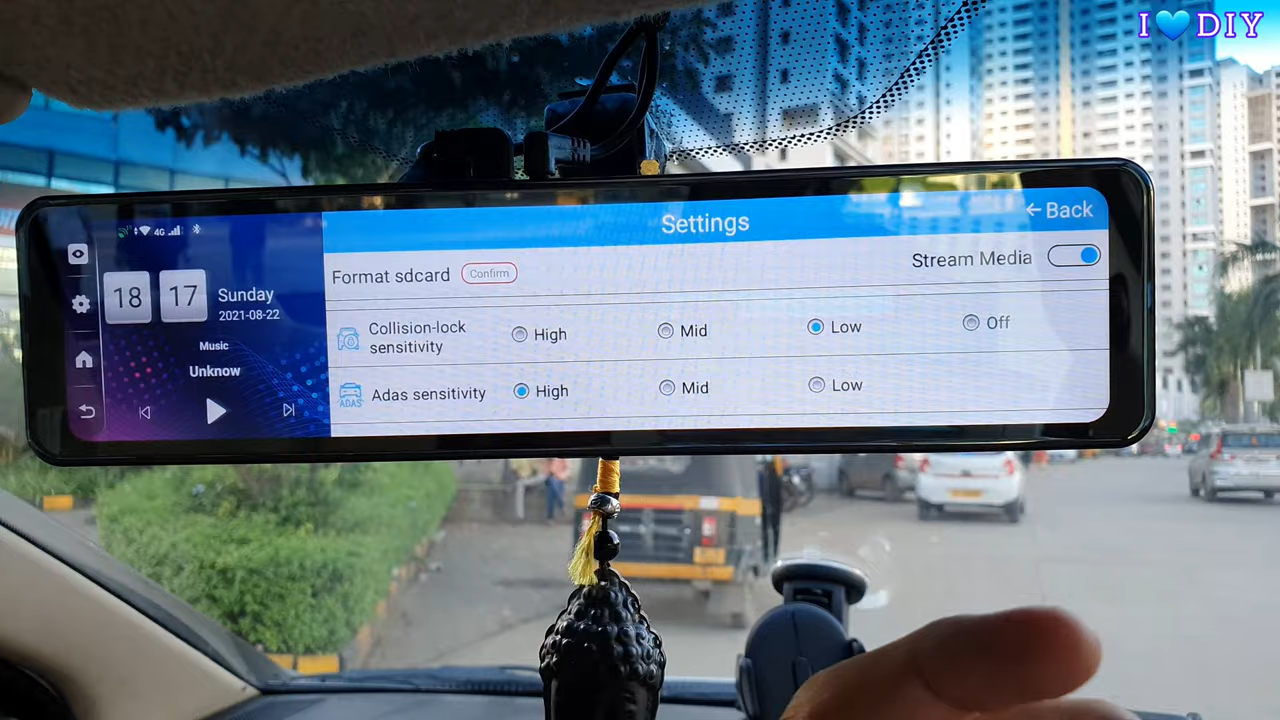 I💙DIY
4G
Settings
←Back
18 17
Sunday
2021-08-22
Music
Unknow
Format sdcard Confirm
Stream Media
Collision-lock
sensitivity
High Mid Low Off
ADAS
Adas sensitivity High Mid Low